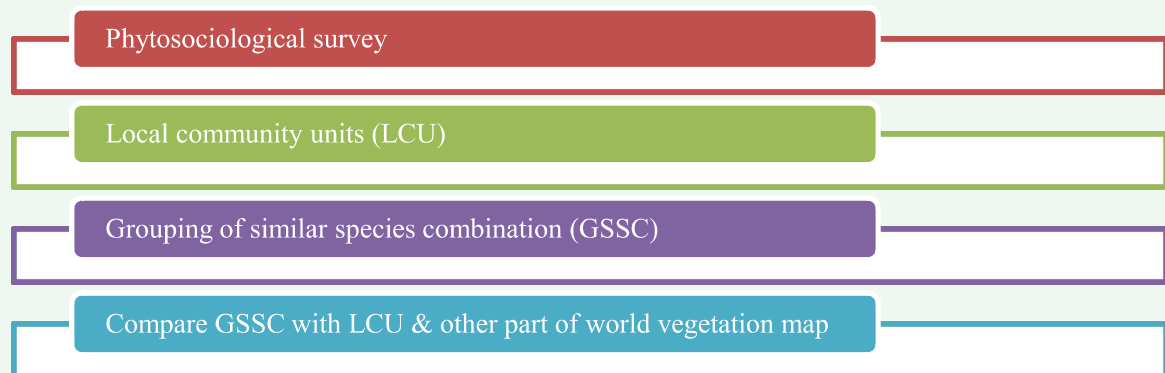 Phytosociological survey
Local community units (LCU)
Grouping of similar species combination (GSSC)
Compare GSSC with LCU & other part of world vegetation map